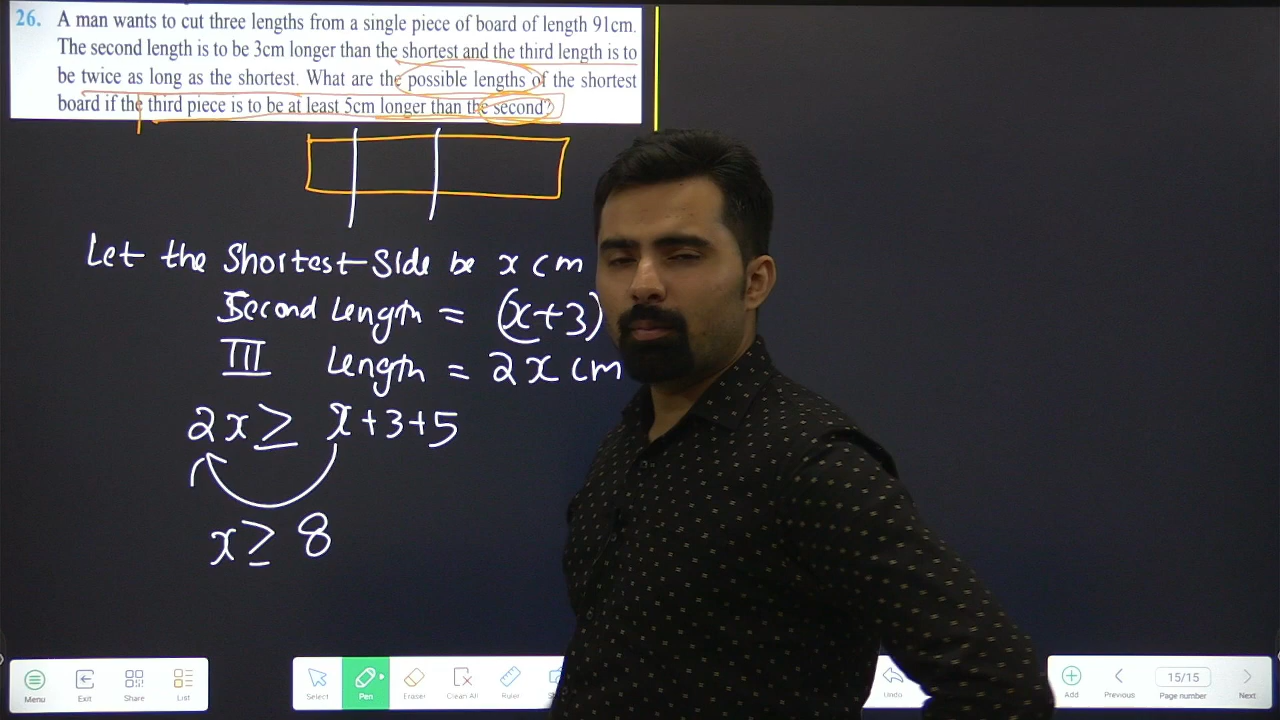 26. A man wants to cut three lengths from a single piece of board of length 91cm.
The second length is to be 3cm longer than the shortest and the third length is to
be twice as long as the shortest. What are the possible lengths of the shortest
board if the third piece is to be at least 5cm longer than the second?
Let the Shortest Side be x cm
Second Length = (x+3)
III Length = 2x cm
2x ≥ x+3+5
x ≥ 8
Menu Exit Share List Select Pen Eraser Clean All Ruler Undo Add Previous 15/15 Page number Next